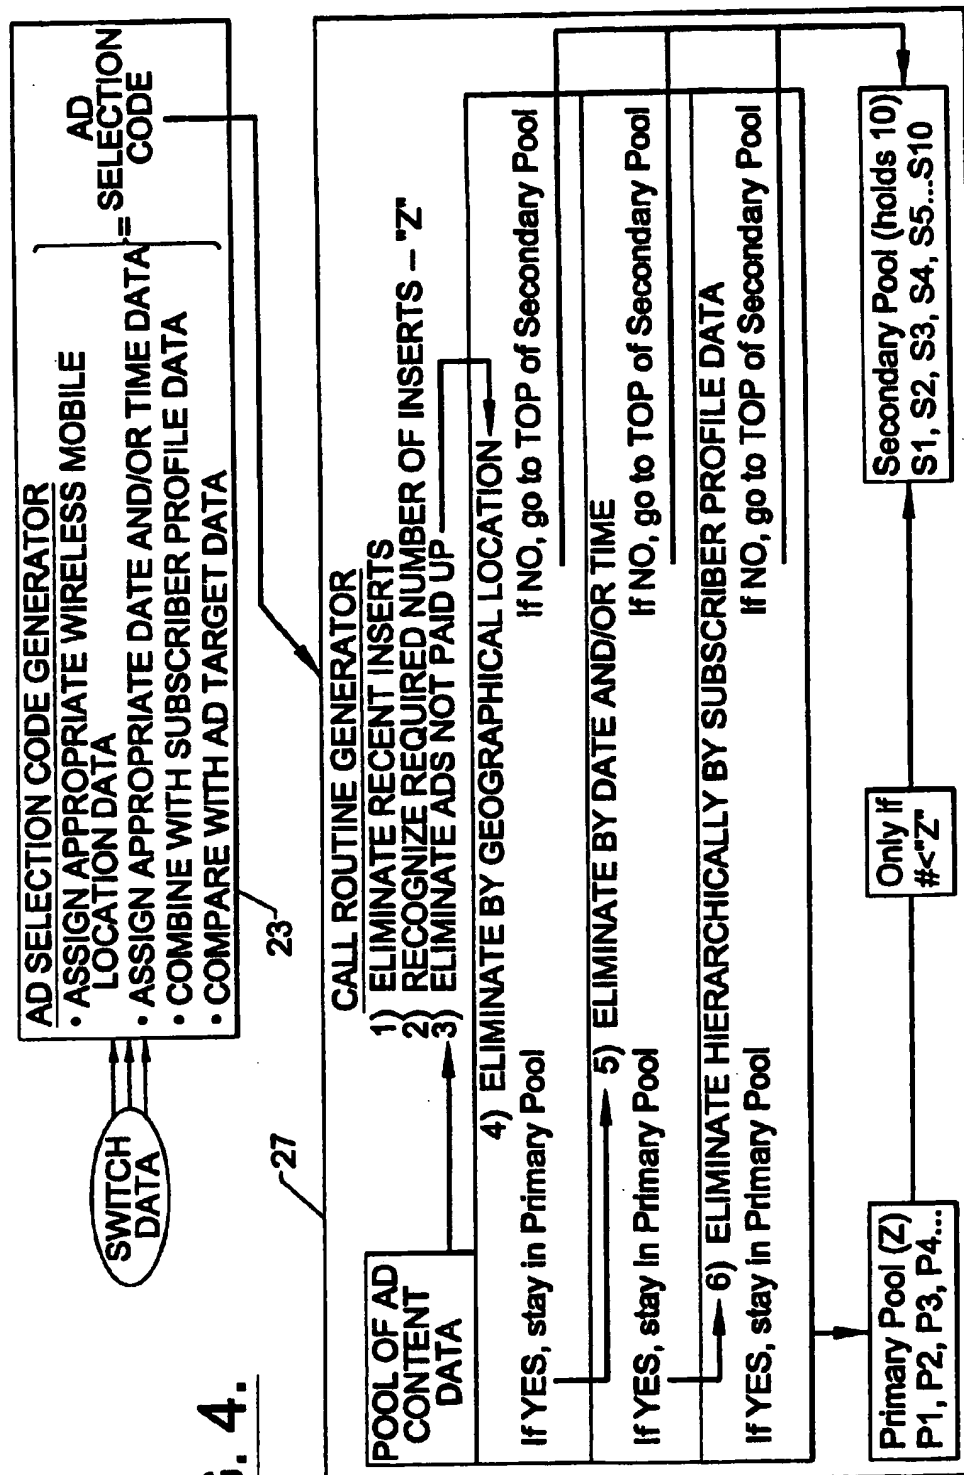 AD SELECTION CODE GENERATOR
• ASSIGN APPROPRIATE WIRELESS MOBILE
LOCATION DATA
• ASSIGN APPROPRIATE DATE AND/OR TIME DATA
• COMBINE WITH SUBSCRIBER PROFILE DATA
• COMPARE WITH AD TARGET DATA
=
AD
SELECTION
CODE
SWITCH
DATA
23
27
CALL ROUTINE GENERATOR
1) ELIMINATE RECENT INSERTS
2) RECOGNIZE REQUIRED NUMBER OF INSERTS – "Z"
3) ELIMINATE ADS NOT PAID UP
POOL OF AD
CONTENT
DATA
4) ELIMINATE BY GEOGRAPHICAL LOCATION
If YES, stay in Primary Pool
If NO, go to TOP of Secondary Pool
5) ELIMINATE BY DATE AND/OR TIME
If YES, stay in Primary Pool
If NO, go to TOP of Secondary Pool
6) ELIMINATE HIERARCHICALLY BY SUBSCRIBER PROFILE DATA
If YES, stay in Primary Pool
If NO, go to TOP of Secondary Pool
Primary Pool (Z)
P1, P2, P3, P4...
Only if
#<"Z"
Secondary Pool (holds 10)
S1, S2, S3, S4, S5...S10
4.